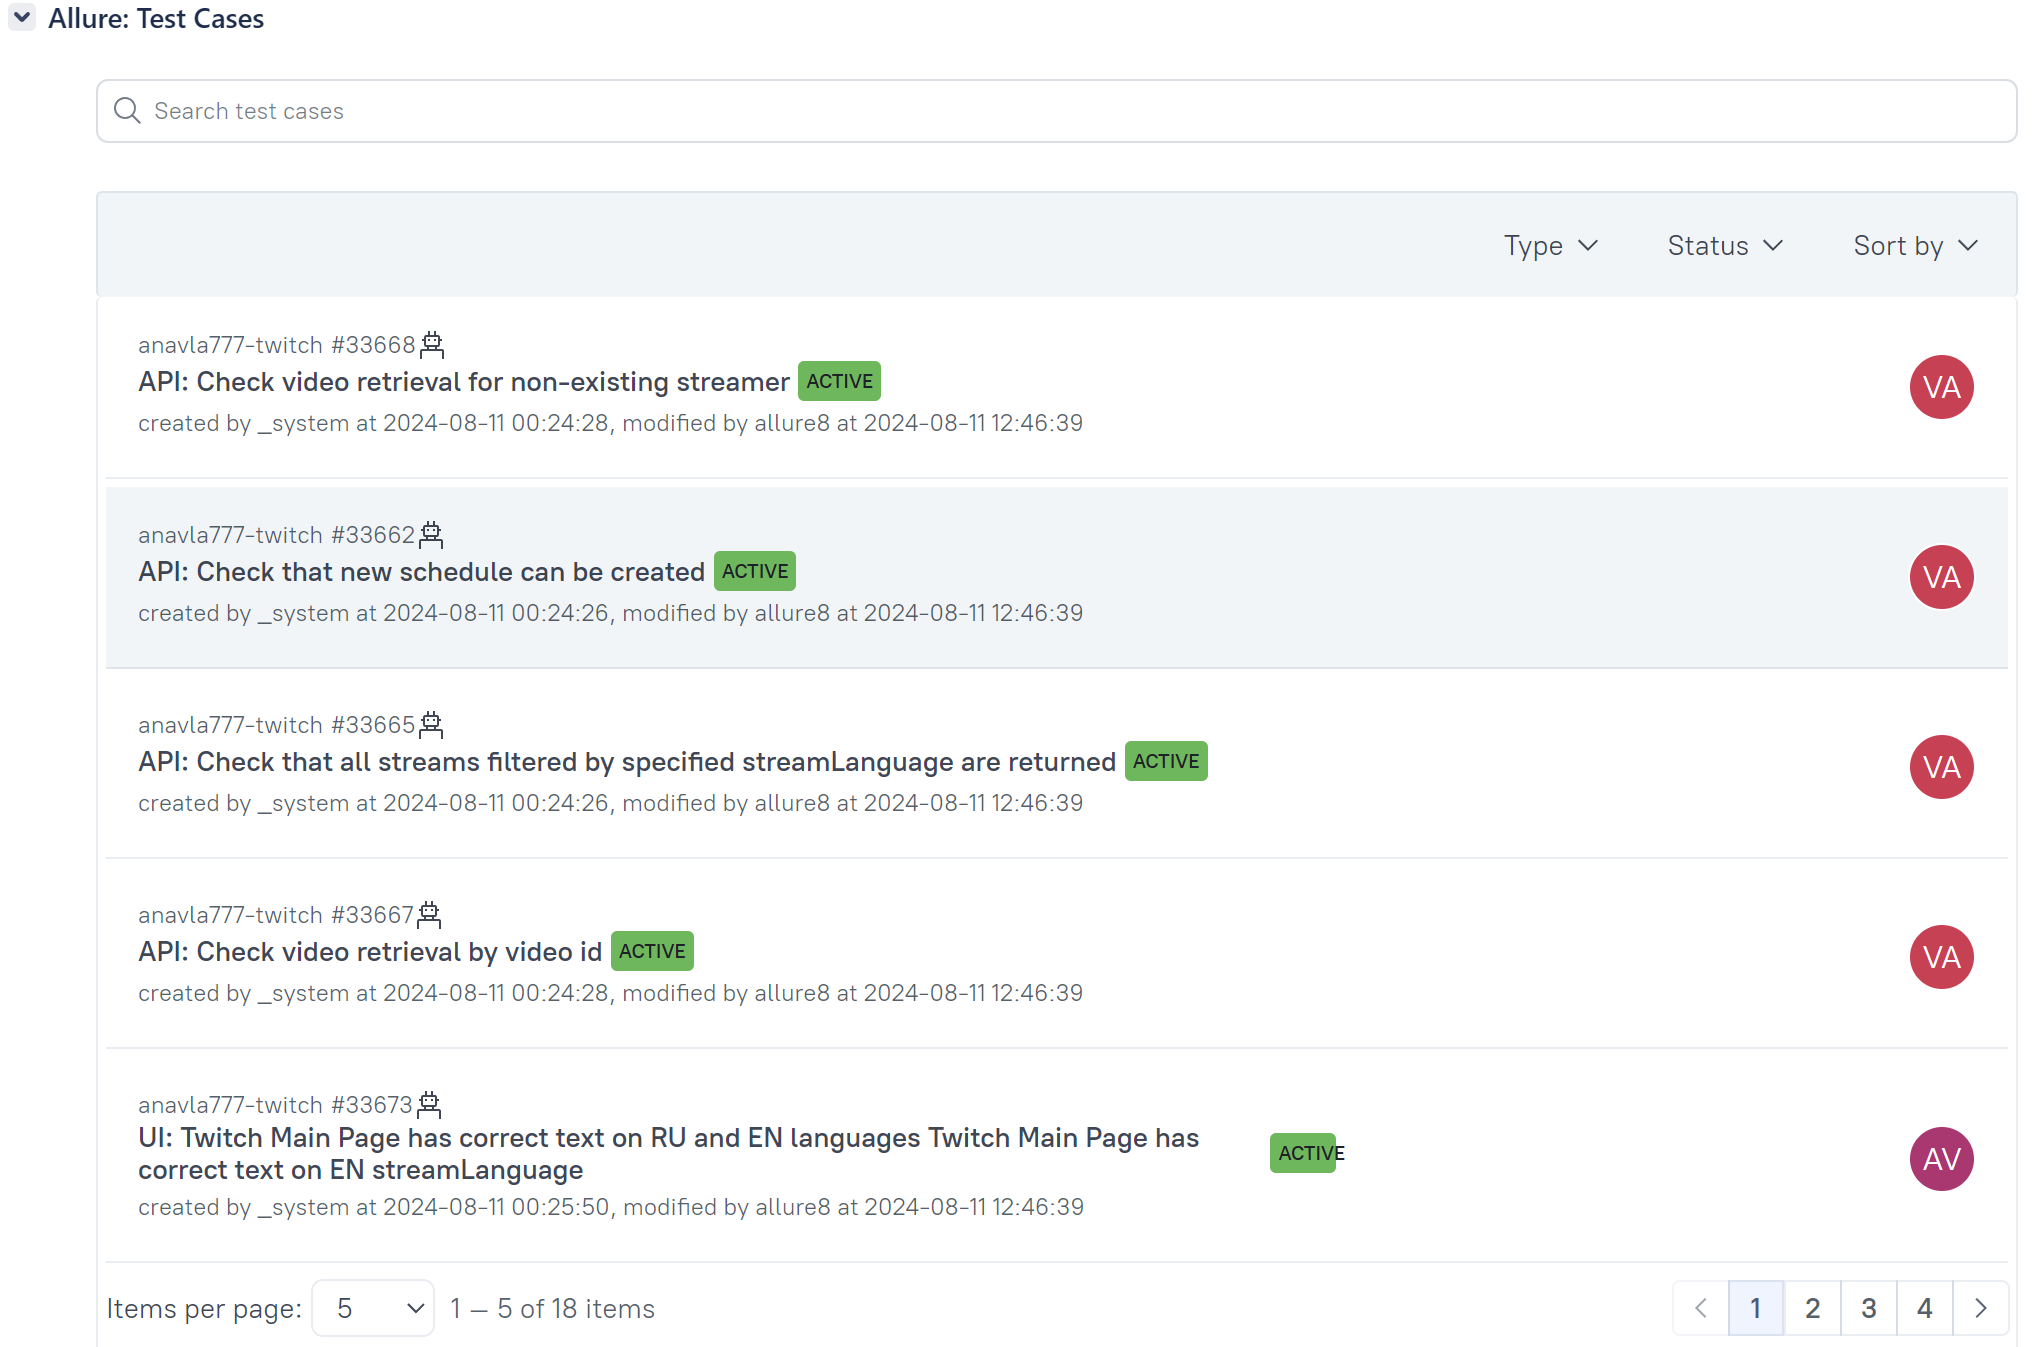 Allure: Test Cases
Search test cases
Type Status Sort by
anavla777-twitch #33668
API: Check video retrieval for non-existing streamer ACTIVE
created by _system at 2024-08-11 00:24:28, modified by allure8 at 2024-08-11 12:46:39
VA
anavla777-twitch #33662
API: Check that new schedule can be created ACTIVE
created by _system at 2024-08-11 00:24:26, modified by allure8 at 2024-08-11 12:46:39
VA
anavla777-twitch #33665
API: Check that all streams filtered by specified streamLanguage are returned ACTIVE
created by _system at 2024-08-11 00:24:26, modified by allure8 at 2024-08-11 12:46:39
VA
anavla777-twitch #33667
API: Check video retrieval by video id ACTIVE
created by _system at 2024-08-11 00:24:28, modified by allure8 at 2024-08-11 12:46:39
VA
anavla777-twitch #33673
UI: Twitch Main Page has correct text on RU and EN languages Twitch Main Page has
correct text on EN streamLanguage
ACTIVE
created by _system at 2024-08-11 00:25:50, modified by allure8 at 2024-08-11 12:46:39
AV
Items per page: 5 1 – 5 of 18 items 1 2 3 4